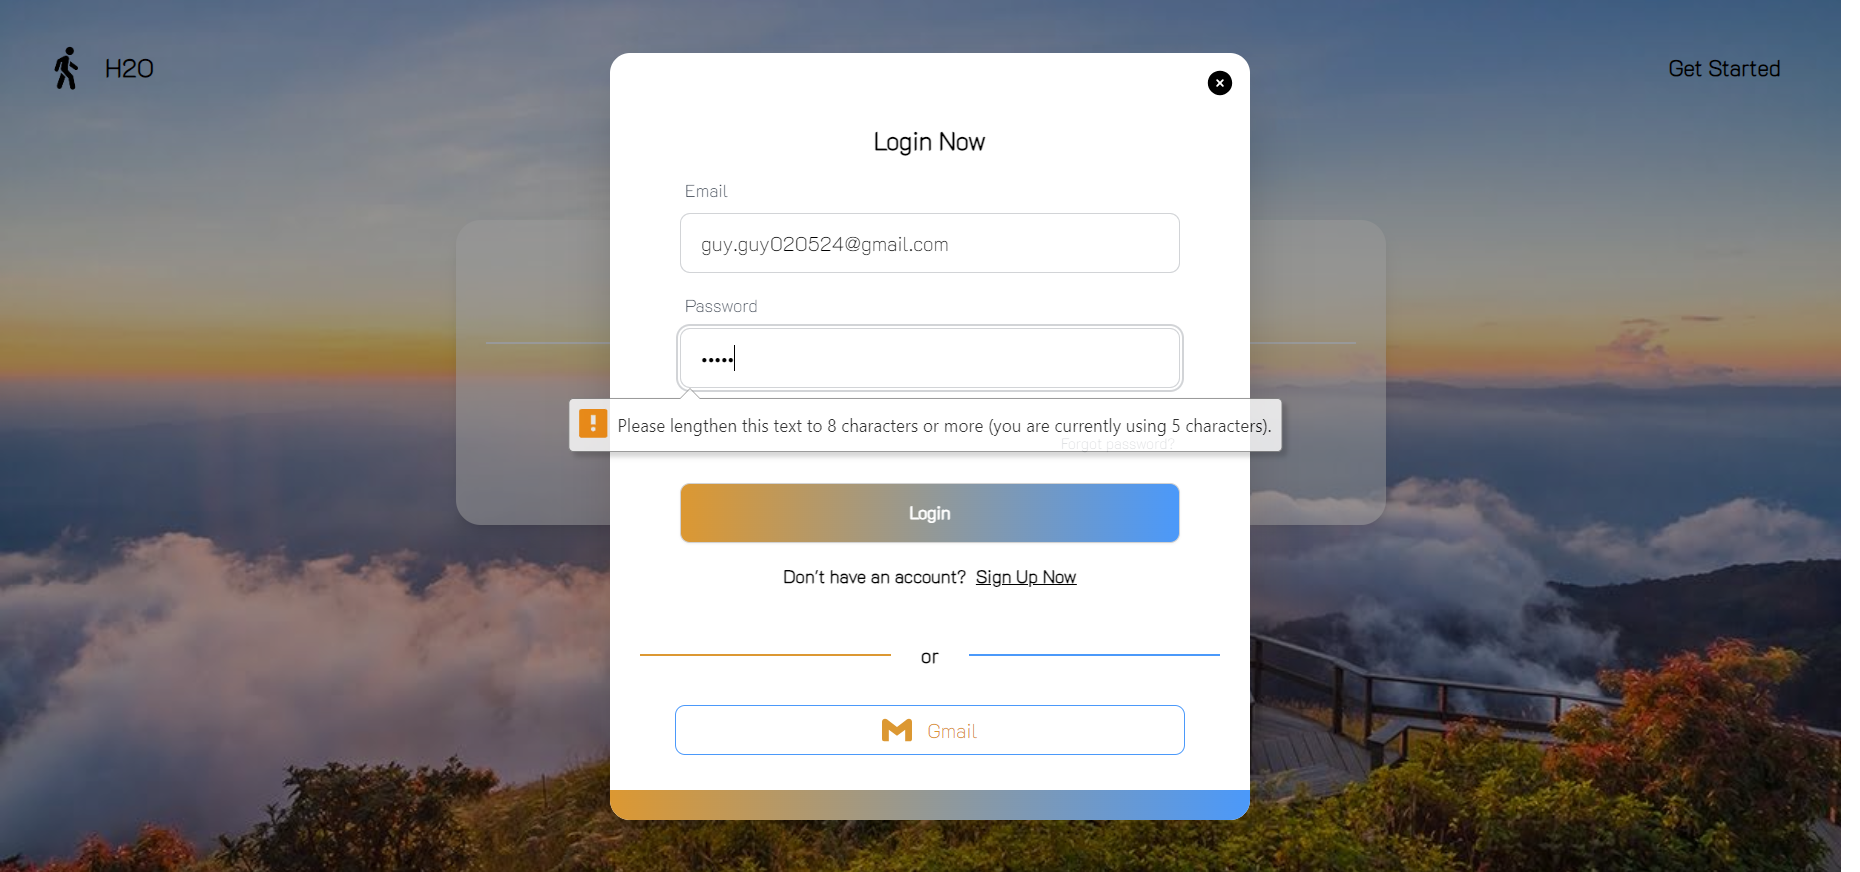 H2O
Get Started
Login Now
Email
guy.guy020524@gmail.com
Password
•••••
Please lengthen this text to 8 characters or more (you are currently using 5 characters).
Forgot password?
Login
Don't have an account? Sign Up Now
or
Gmail